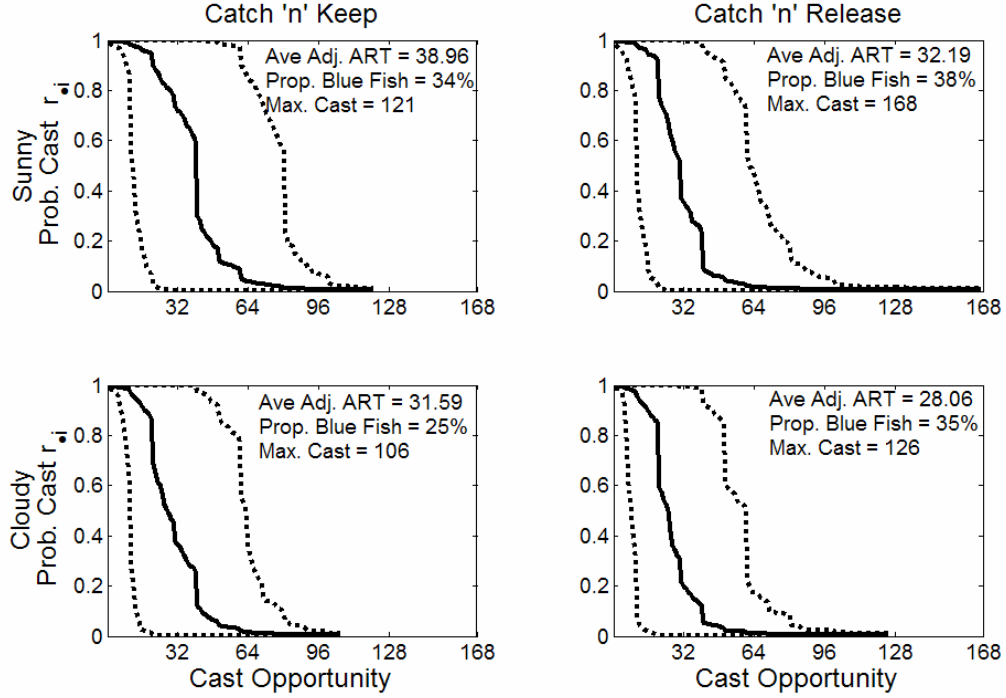 Catch 'n' Keep
Catch 'n' Release
Sunny
Prob. Cast r•i
1
0.8
0.6
0.4
0.2
0
Ave Adj. ART = 38.96
Prop. Blue Fish = 34%
Max. Cast = 121
32
64
96
128
168
1
0.8
0.6
0.4
0.2
0
Ave Adj. ART = 32.19
Prop. Blue Fish = 38%
Max. Cast = 168
32
64
96
128
168
Cloudy
Prob. Cast r•i
1
0.8
0.6
0.4
0.2
0
Ave Adj. ART = 31.59
Prop. Blue Fish = 25%
Max. Cast = 106
32
64
96
128
168
Cast Opportunity
1
0.8
0.6
0.4
0.2
0
Ave Adj. ART = 28.06
Prop. Blue Fish = 35%
Max. Cast = 126
32
64
96
128
168
Cast Opportunity